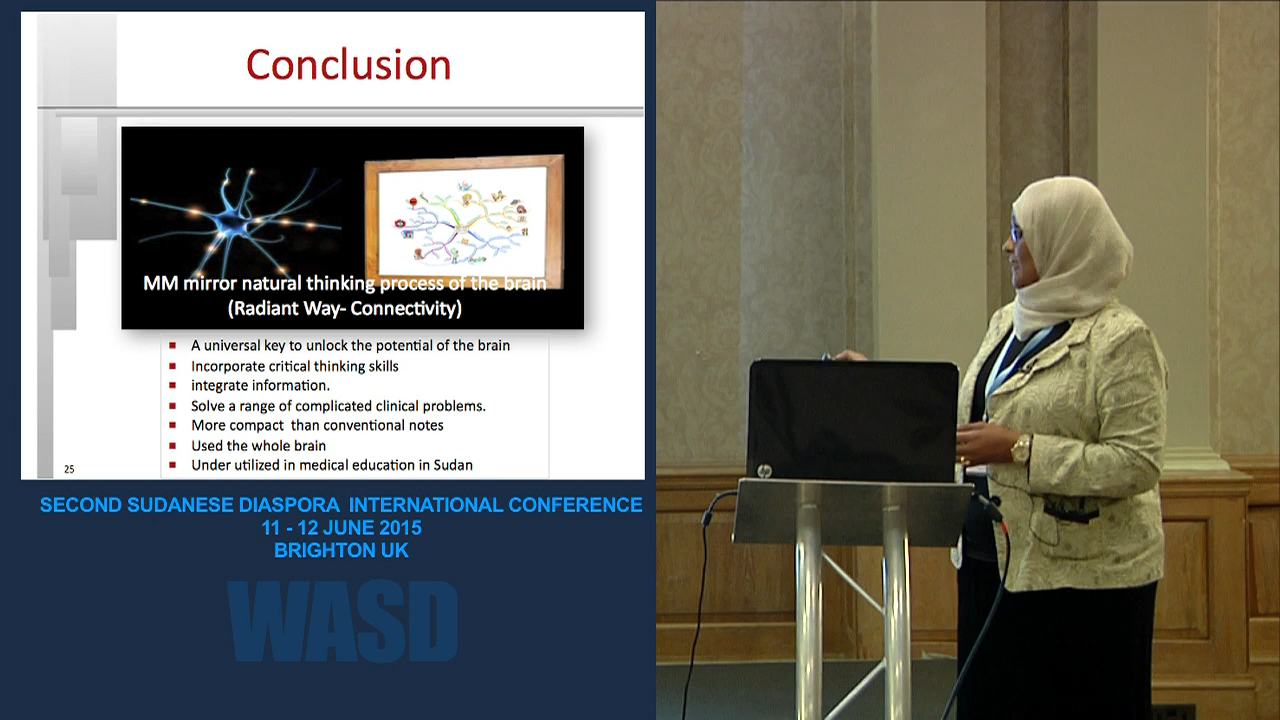 Conclusion
MM mirror natural thinking process of the brain
(Radiant Way- Connectivity)
A universal key to unlock the potential of the brain
Incorporate critical thinking skills
integrate information.
Solve a range of complicated clinical problems.
More compact than conventional notes
Used the whole brain
Under utilized in medical education in Sudan
25
SECOND SUDANESE DIASPORA INTERNATIONAL CONFERENCE
11 - 12 JUNE 2015
BRIGHTON UK
WASD